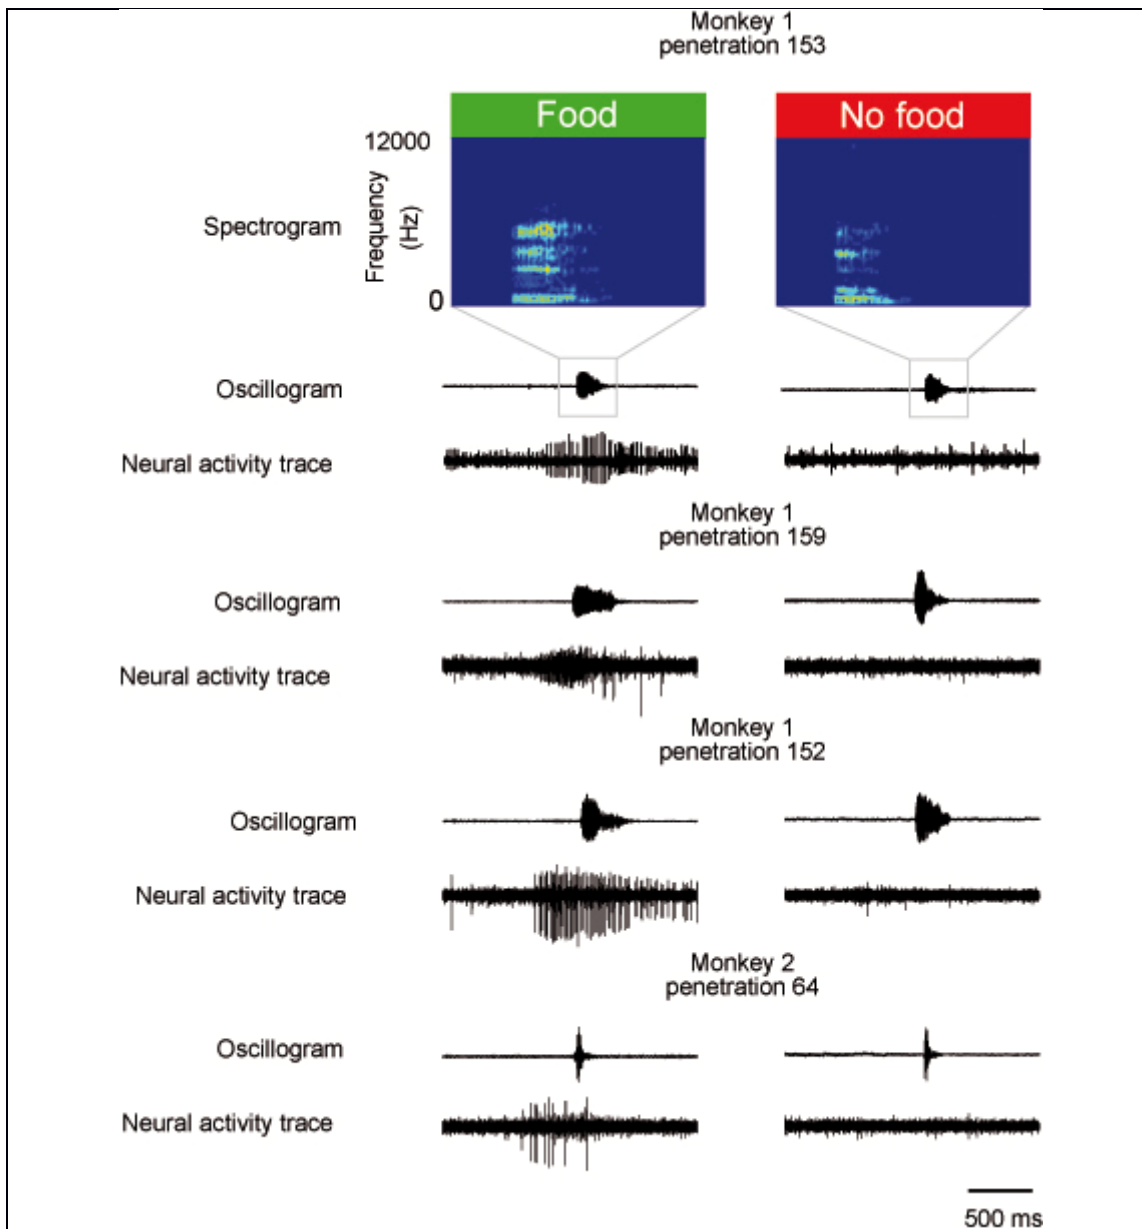 Monkey 1
penetration 153
Food
No food
12000
Frequency
(Hz)
Spectrogram
0
Oscillogram
Neural activity trace
Monkey 1
penetration 159
Oscillogram
Neural activity trace
Monkey 1
penetration 152
Oscillogram
Neural activity trace
Monkey 2
penetration 64
Oscillogram
Neural activity trace
500 ms